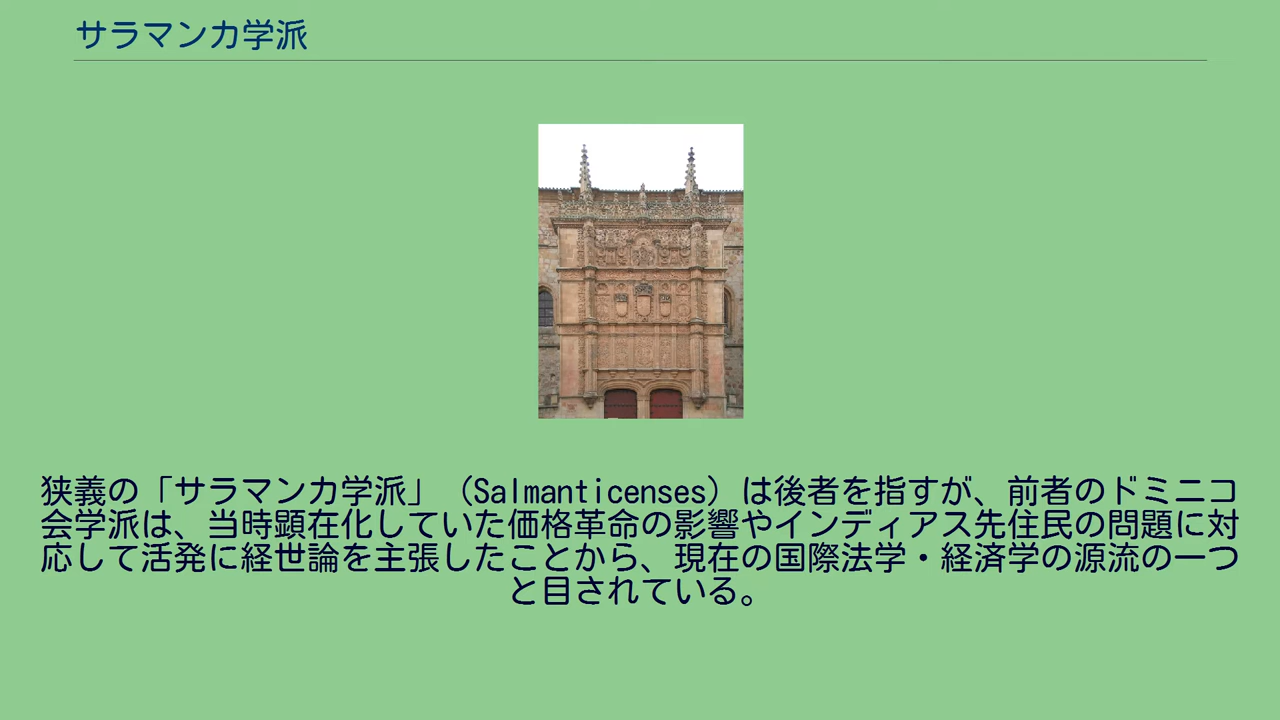 サラマンカ学派
狭義の「サラマンカ学派」（Salmanticenses）は後者を指すが、前者のドミニコ
会学派は、当時顕在化していた価格革命の影響やインディアス先住民の問題に対
応して活発に経世論を主張したことから、現在の国際法学・経済学の源流の一つ
と目されている。